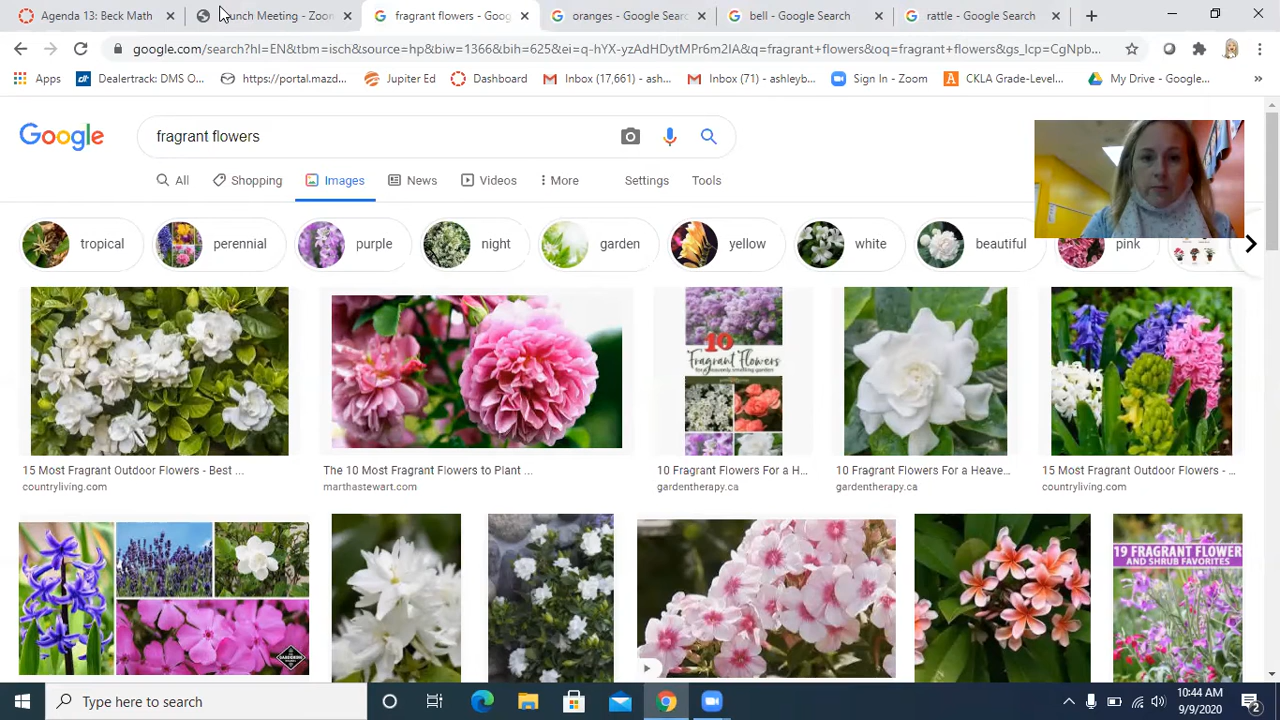 Agenda 13: Beck Math
unch Meeting - Zoom
fragrant flowers - Goog
oranges - Google Search
bell - Google Search
rattle - Google Search
google.com/search?hl=EN&tbm=isch&source=hp&biw=1366&bih=625&ei=q-hYX-yzAdHDytMPr6m2IA&q=fragrant+flowers&oq=fragrant+flowers&gs_lcp=CgNpb...
Apps
Dealertrack: DMS O...
https://portal.mazd...
Jupiter Ed
Dashboard
Inbox (17,661) - ash...
Inbox (71) - ashleyb...
Sign In - Zoom
CKLA Grade-Level...
My Drive - Google...
Google
fragrant flowers
All
Shopping
Images
News
Videos
More
Settings
Tools
tropical
perennial
purple
night
garden
yellow
white
beautiful
pink
10
Fragrant Flowers
15 Most Fragrant Outdoor Flowers - Best ...
countryliving.com
The 10 Most Fragrant Flowers to Plant ...
marthastewart.com
10 Fragrant Flowers For a H...
gardentherapy.ca
10 Fragrant Flowers For a Heave...
gardentherapy.ca
15 Most Fragrant Outdoor Flowers - ...
countryliving.com
19 FRAGRANT FLOWER
AND SHRUB FAVORITES
Type here to search
10:44 AM
9/9/2020
2